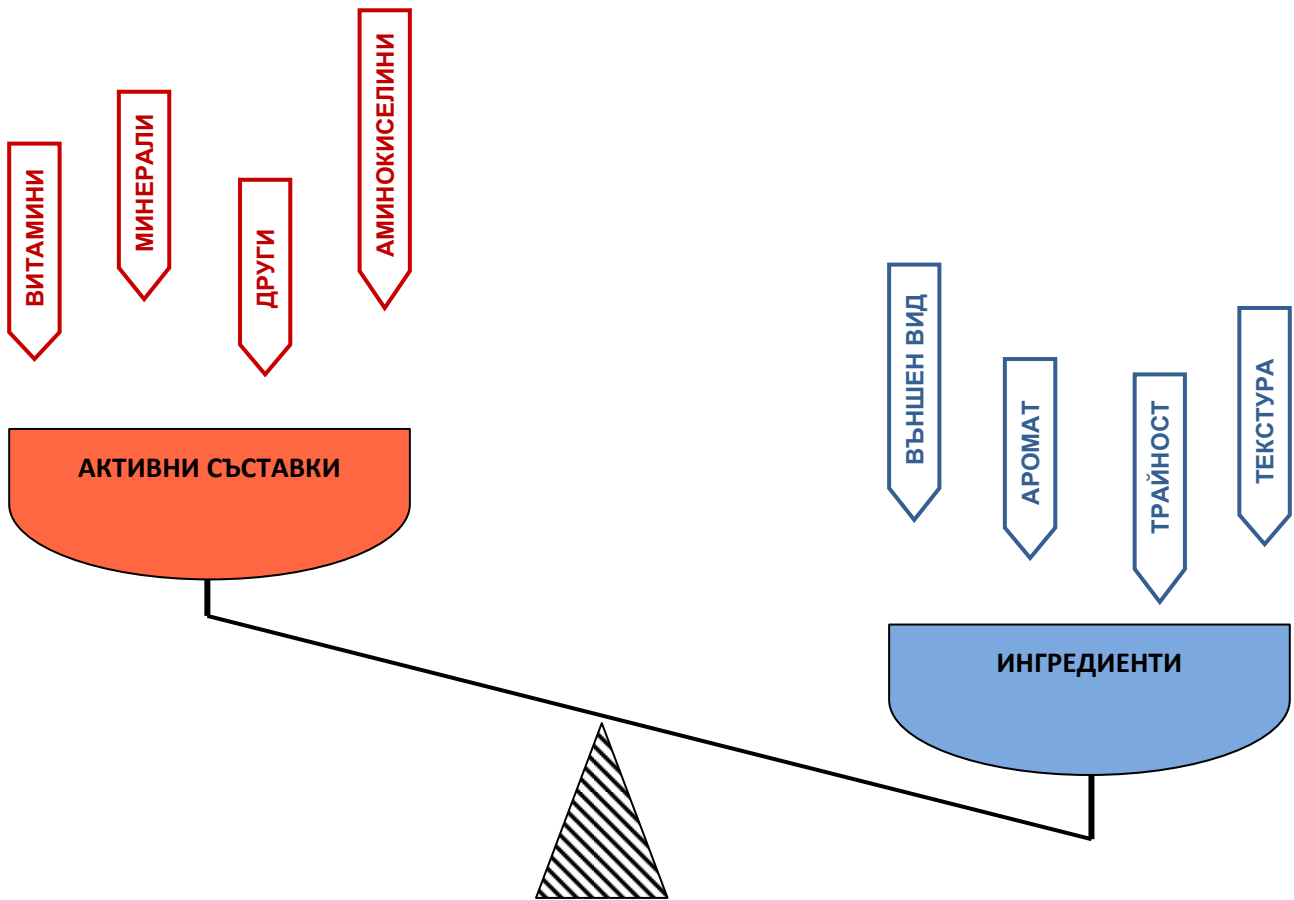 ВИТАМИНИ
МИНЕРАЛИ
ДРУГИ
АМИНОКИСЕЛИНИ
АКТИВНИ СЪСТАВКИ
ВЪНШЕН ВИД
АРОМАТ
ТРАЙНОСТ
ТЕКСТУРА
ИНГРЕДИЕНТИ